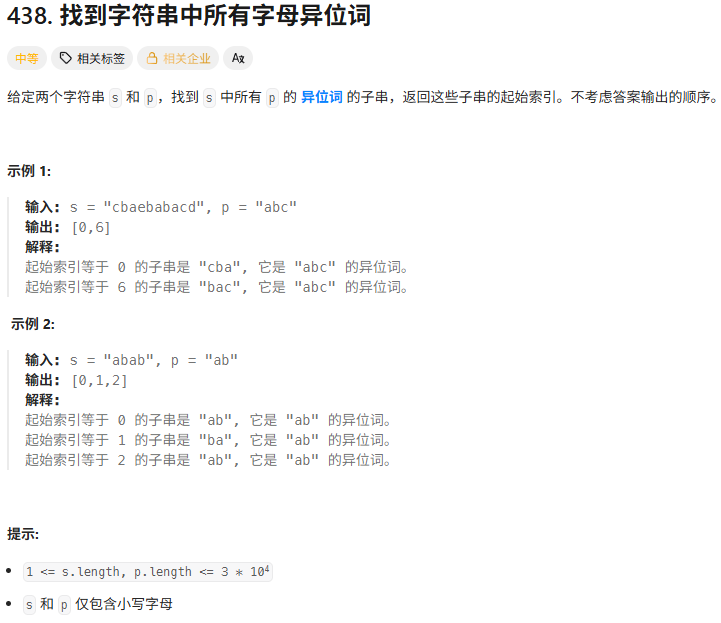 438. 找到字符串中所有字母异位词
中等 相关标签 相关企业 Aあ
给定两个字符串 s 和 p，找到 s 中所有 p 的 异位词 的子串，返回这些子串的起始索引。不考虑答案输出的顺序。
示例 1:
输入: s = "cbaebabacd", p = "abc"
输出: [0,6]
解释:
起始索引等于 0 的子串是 "cba", 它是 "abc" 的异位词。
起始索引等于 6 的子串是 "bac", 它是 "abc" 的异位词。
示例 2:
输入: s = "abab", p = "ab"
输出: [0,1,2]
解释:
起始索引等于 0 的子串是 "ab", 它是 "ab" 的异位词。
起始索引等于 1 的子串是 "ba", 它是 "ab" 的异位词。
起始索引等于 2 的子串是 "ab", 它是 "ab" 的异位词。
提示:
• 1 <= s.length, p.length <= 3 * 10⁴
• s 和 p 仅包含小写字母